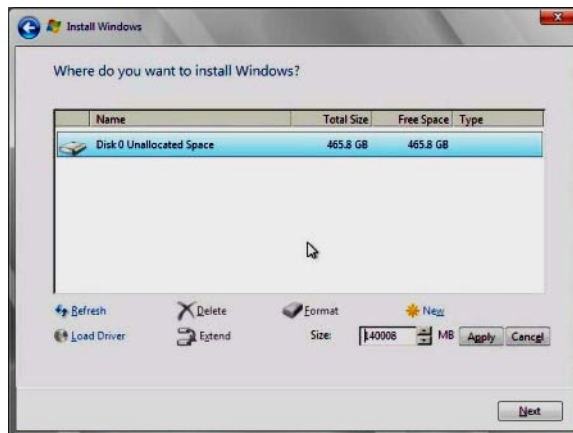 Install Windows
Where do you want to install Windows?
Name Total Size Free Space Type
Disk 0 Unallocated Space 465.8 GB 465.8 GB
Refresh Delete Format New
Load Driver Extend Size: 140008 MB Apply Cancel
Next